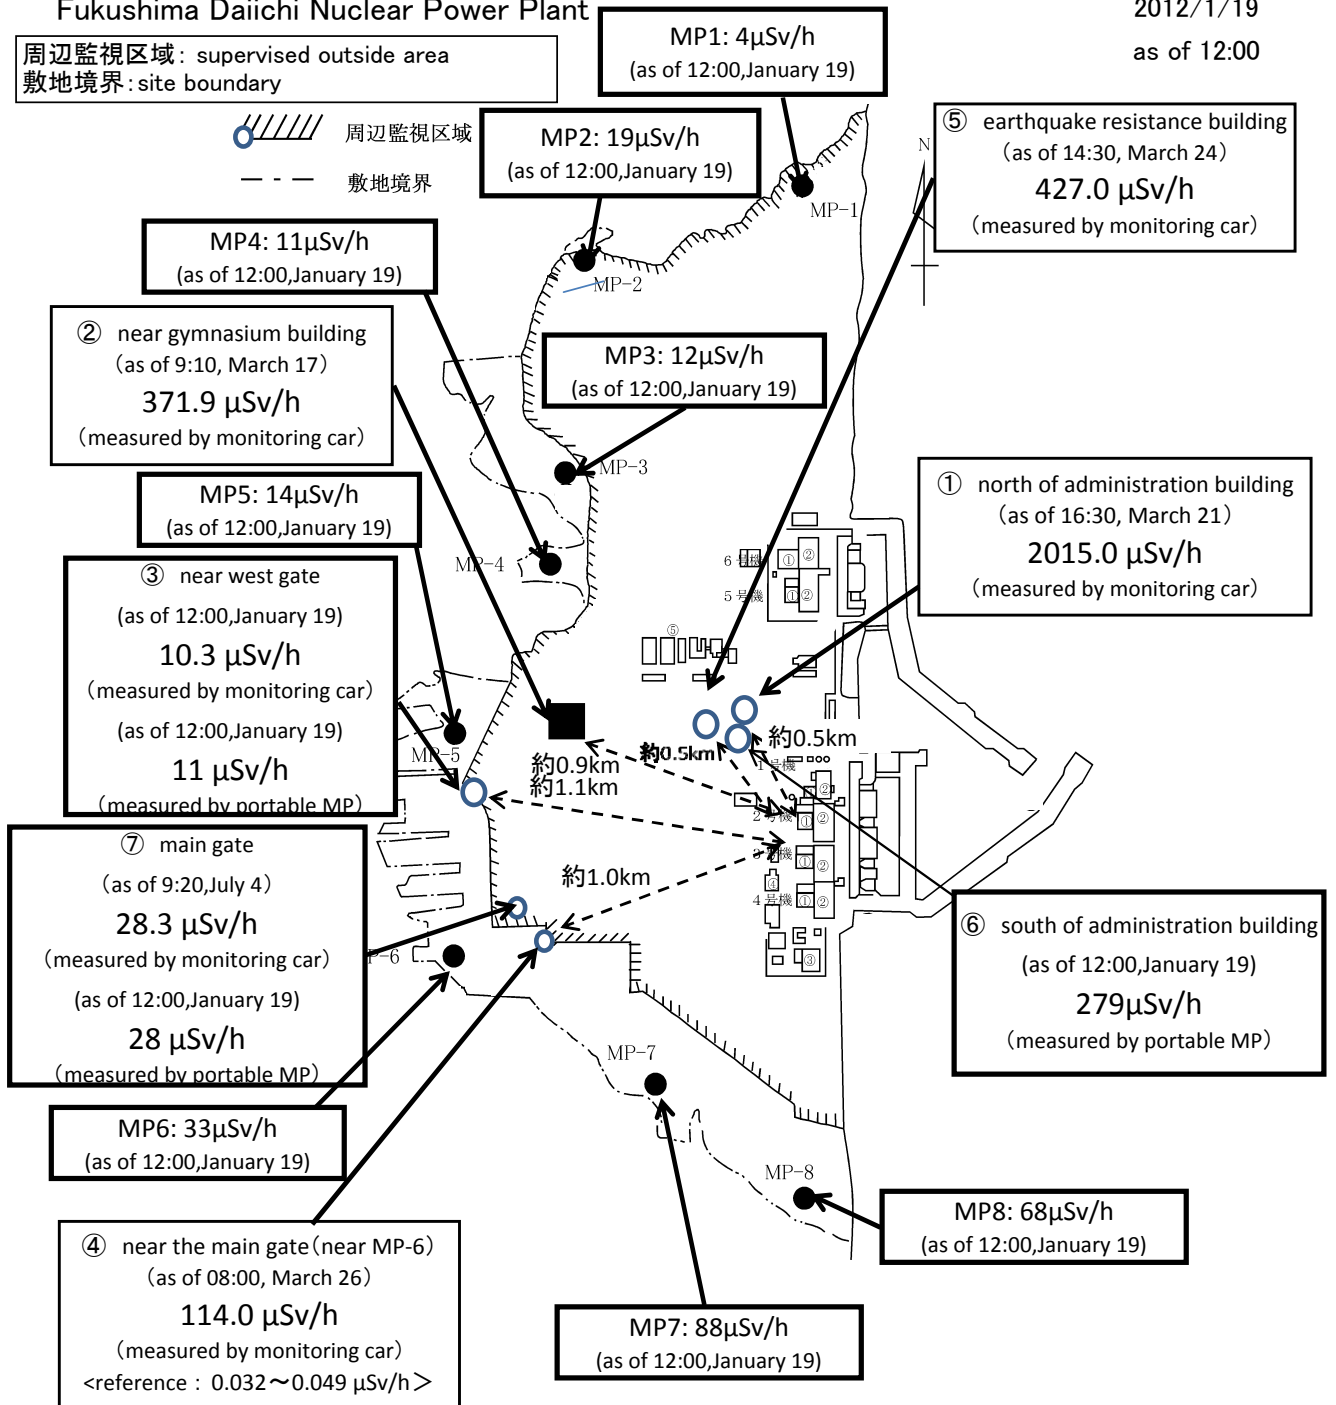 Fukushima Daiichi Nuclear Power Plant
2012/1/19
as of 12:00
周辺監視区域: supervised outside area
敷地境界:site boundary
周辺監視区域
敷地境界
MP1: 4μSv/h
(as of 12:00,January 19)
MP2: 19μSv/h
(as of 12:00,January 19)
⑤ earthquake resistance building
(as of 14:30, March 24)
427.0 μSv/h
(measured by monitoring car)
N
MP-1
MP4: 11μSv/h
(as of 12:00,January 19)
MP-2
② near gymnasium building
(as of 9:10, March 17)
371.9 μSv/h
(measured by monitoring car)
MP3: 12μSv/h
(as of 12:00,January 19)
MP-3
MP5: 14μSv/h
(as of 12:00,January 19)
① north of administration building
(as of 16:30, March 21)
2015.0 μSv/h
(measured by monitoring car)
MP-4
6号機
① ②
5号機
① ②
③ near west gate
(as of 12:00,January 19)
10.3 μSv/h
(measured by monitoring car)
(as of 12:00,January 19)
11 μSv/h
(measured by portable MP)
⑤
MP-5
約0.9km
約1.1km
約0.5km
約0.5km
1号機
②
2号機
① ②
3号機
① ②
④
4号機
① ②
③
約1.0km
⑦ main gate
(as of 9:20,July 4)
28.3 μSv/h
(measured by monitoring car)
(as of 12:00,January 19)
28 μSv/h
(measured by portable MP)
P-6
⑥ south of administration building
(as of 12:00,January 19)
279μSv/h
(measured by portable MP)
MP-7
MP6: 33μSv/h
(as of 12:00,January 19)
MP-8
MP8: 68μSv/h
(as of 12:00,January 19)
④ near the main gate(near MP-6)
(as of 08:00, March 26)
114.0 μSv/h
(measured by monitoring car)
<reference : 0.032～0.049 μSv/h>
MP7: 88μSv/h
(as of 12:00,January 19)